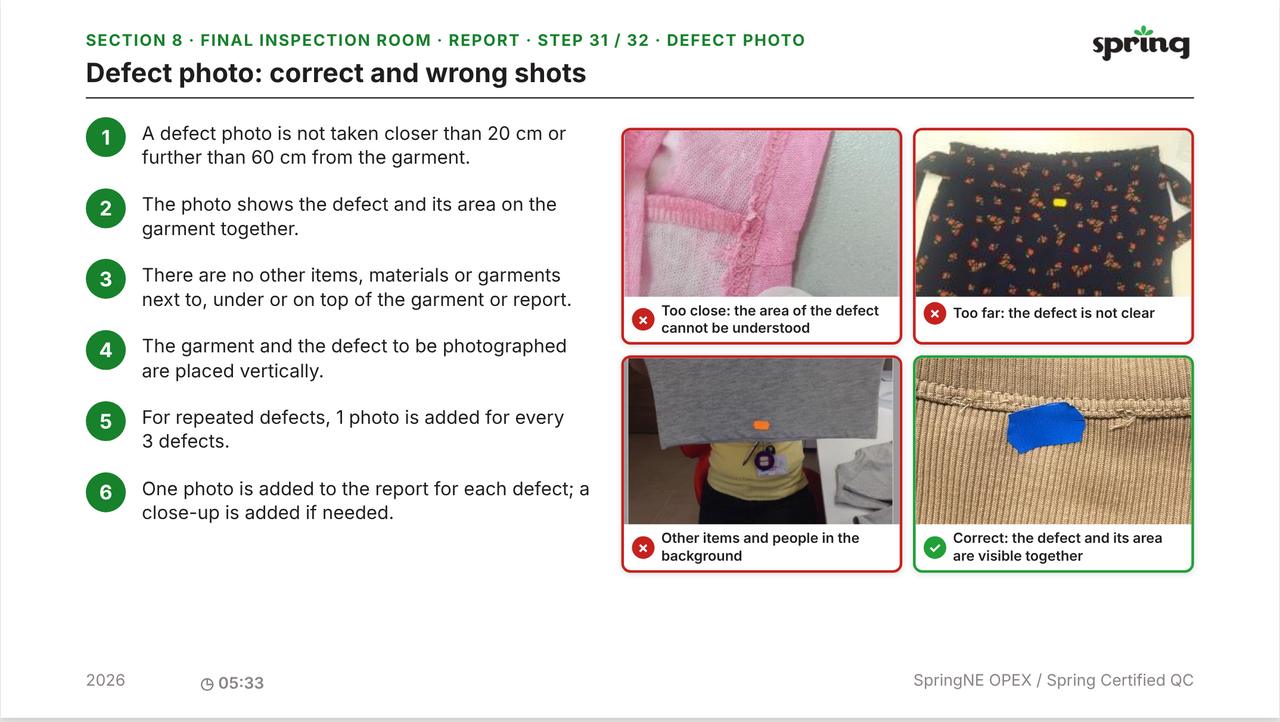 SECTION 8 · FINAL INSPECTION ROOM · REPORT · STEP 31 / 32 · DEFECT PHOTO
spring
Defect photo: correct and wrong shots
1
A defect photo is not taken closer than 20 cm or
further than 60 cm from the garment.
2
The photo shows the defect and its area on the
garment together.
3
There are no other items, materials or garments
next to, under or on top of the garment or report.
4
The garment and the defect to be photographed
are placed vertically.
5
For repeated defects, 1 photo is added for every
3 defects.
6
One photo is added to the report for each defect; a
close-up is added if needed.
Too close: the area of the defect
cannot be understood
Too far: the defect is not clear
Other items and people in the
background
Correct: the defect and its area
are visible together
2026
05:33
SpringNE OPEX / Spring Certified QC